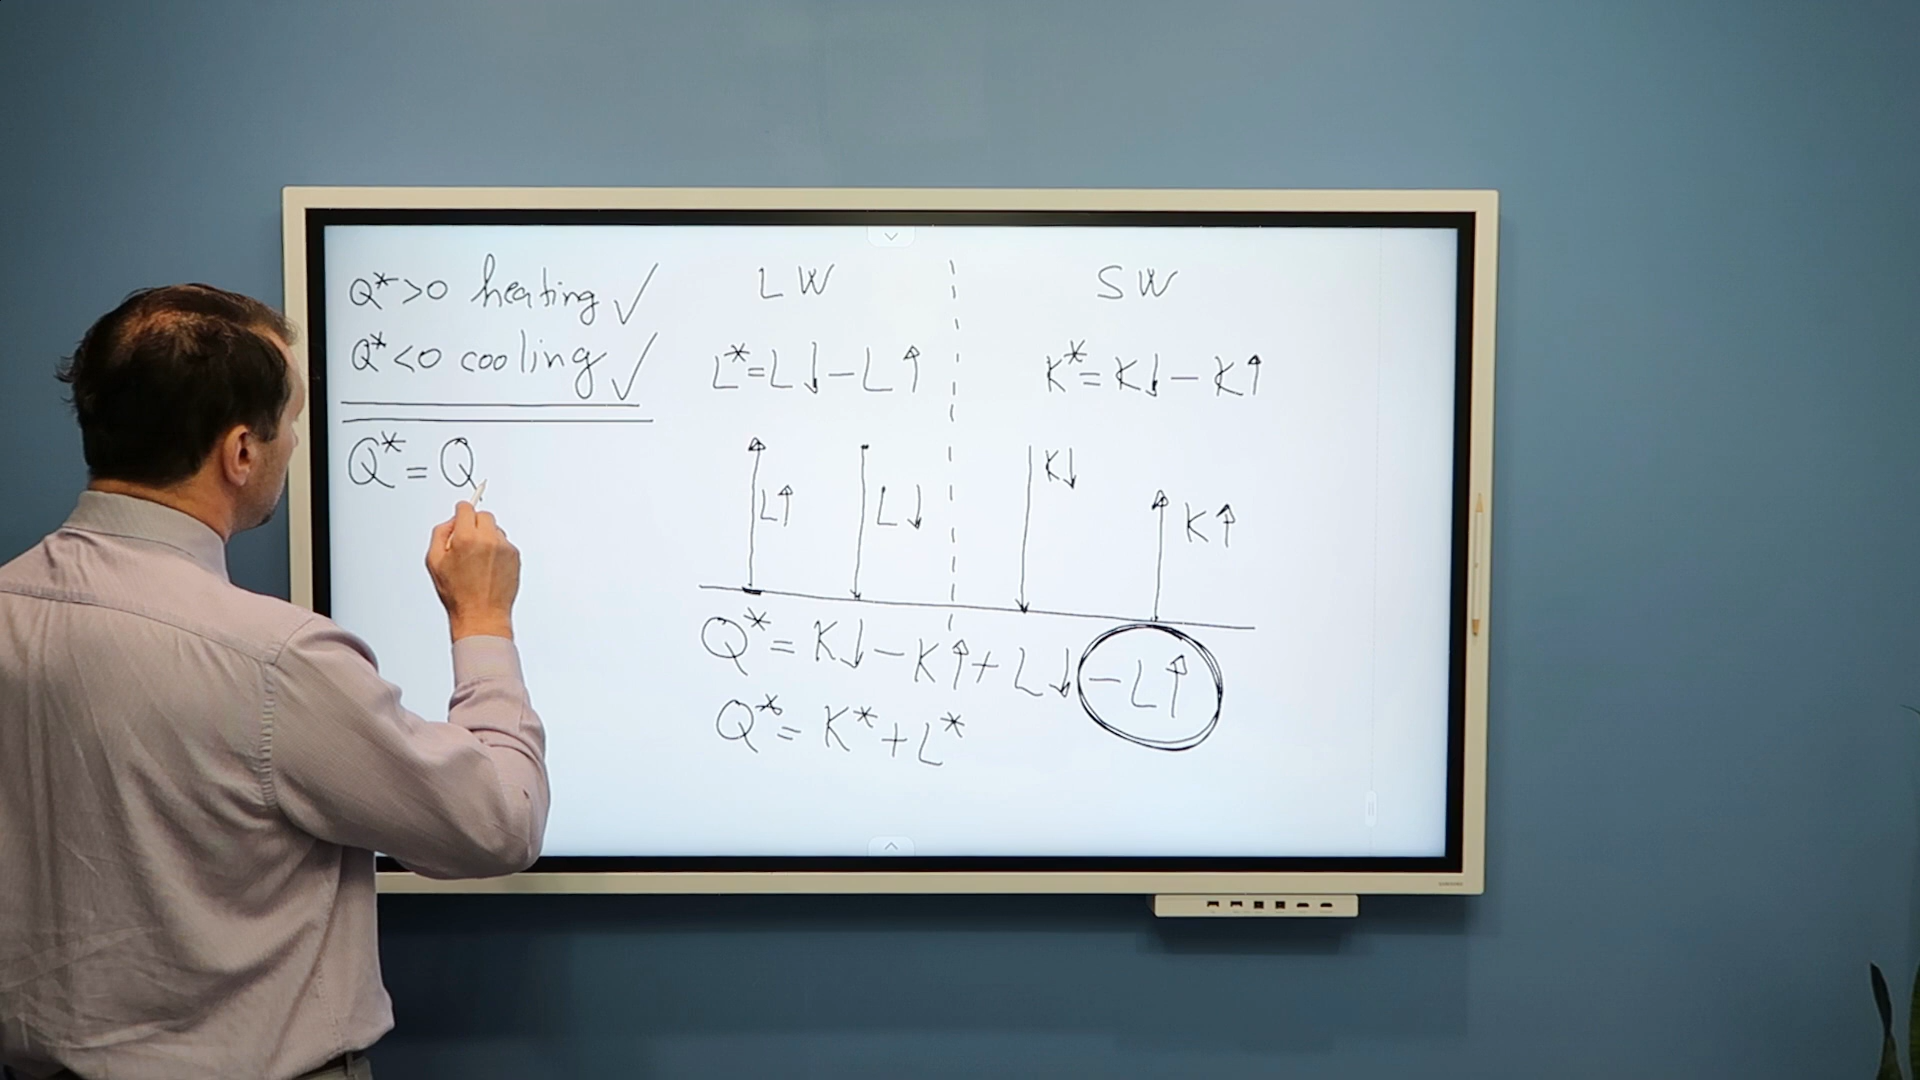 Q*>0 heating ✓
Q*<0 cooling ✓
Q* = Q
LW
SW
L*=L↓-L↑
K*=K↓-K↑
L↑
L↓
K↓
K↑
Q*=K↓-K↑+L↓-L↑
Q*=K*+L*